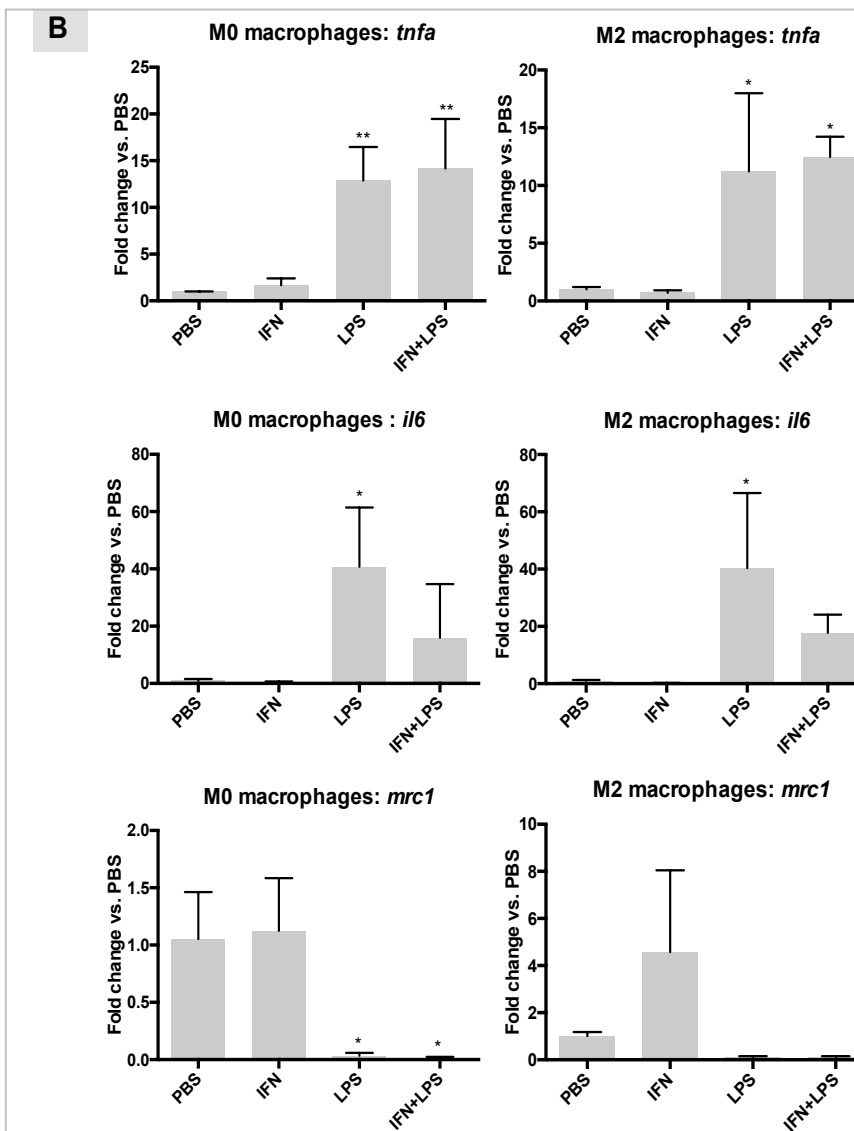 B
M0 macrophages: tnfa
Fold change vs. PBS
25
20
15
10
5
0
**
**
PBS
IFN
LPS
IFN+LPS
M2 macrophages: tnfa
Fold change vs. PBS
20
15
10
5
0
*
*
PBS
IFN
LPS
IFN+LPS
M0 macrophages : il6
Fold change vs. PBS
80
60
40
20
0
*
PBS
IFN
LPS
IFN+LPS
M2 macrophages: il6
Fold change vs. PBS
80
60
40
20
0
*
PBS
IFN
LPS
IFN+LPS
M0 macrophages: mrc1
Fold change vs. PBS
2.0
1.5
1.0
0.5
0.0
*
*
PBS
IFN
LPS
IFN+LPS
M2 macrophages: mrc1
Fold change vs. PBS
10
8
6
4
2
0
PBS
IFN
LPS
IFN+LPS